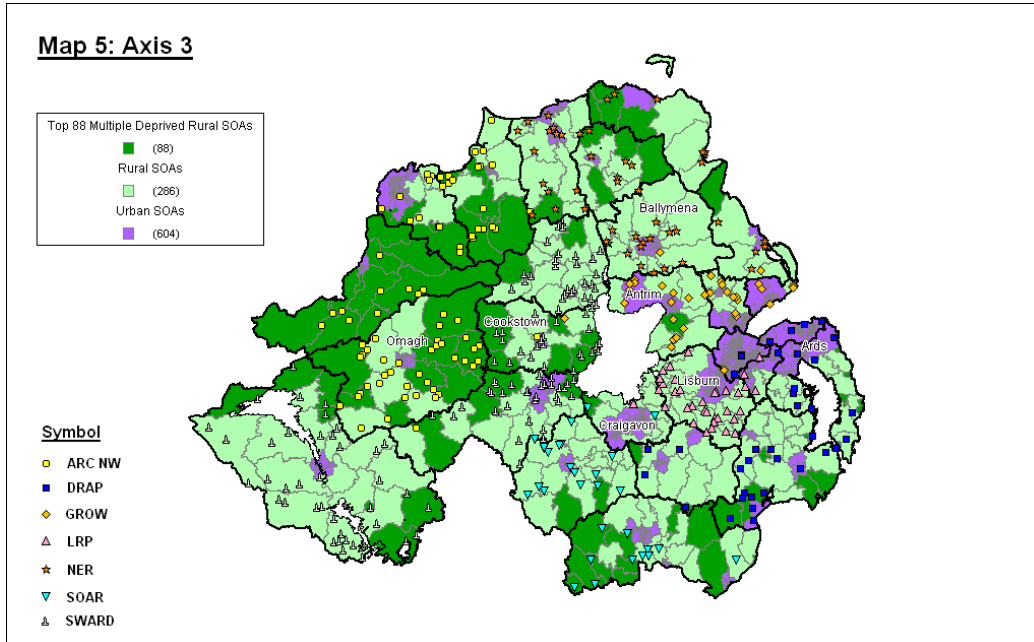 Map 5: Axis 3
Top 88 Multiple Deprived Rural SOAs
(88)
Rural SOAs
(286)
Urban SOAs
(604)
Ballymena
Antrim
Cookstown
Omagh
Ards
Lisburn
Craigavon
Symbol
ARC NW
DRAP
GROW
LRP
NER
SOAR
SWARD